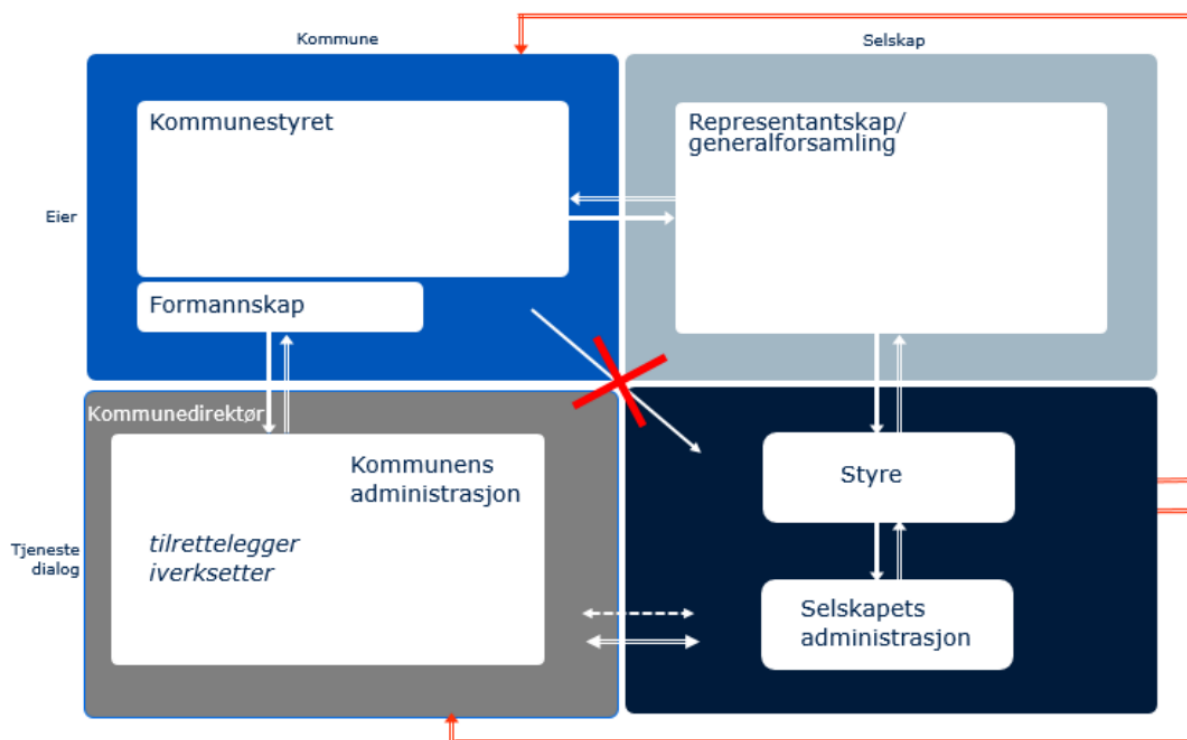 Kommune
Selskap
Kommunestyret
Representantskap/
generalforsamling
Eier
Formannskap
Kommunedirektør
Kommunens
administrasjon
Styre
tilrettelegger
iverksetter
Tjeneste
dialog
Selskapets
administrasjon